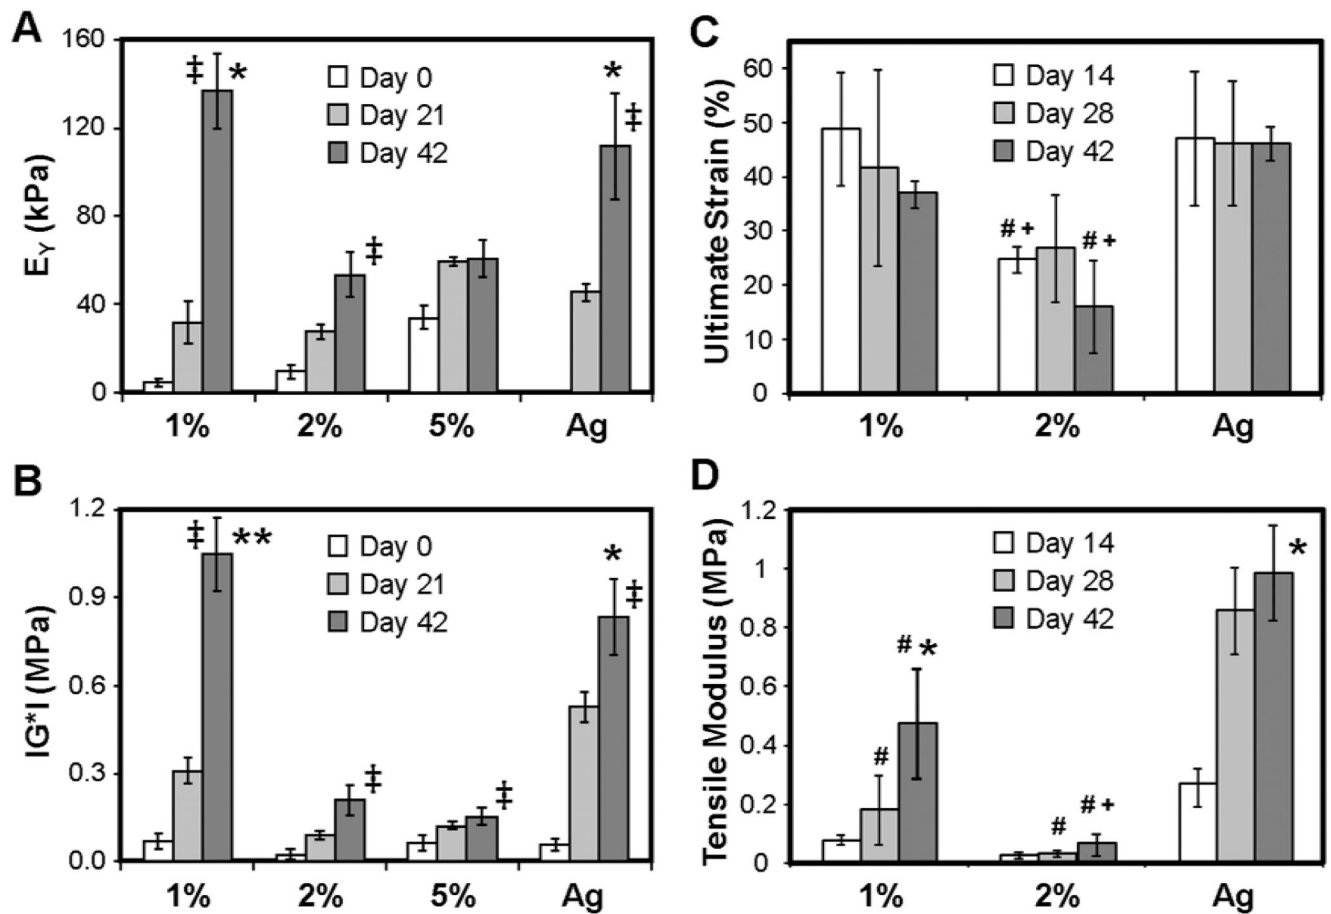 A
160
120
80
40
0
E_Y (kPa)
Day 0
Day 21
Day 42
‡ *
‡
*
‡
1% 2% 5% Ag
B
1.2
0.9
0.6
0.3
0.0
IG*I (MPa)
Day 0
Day 21
Day 42
‡ **
‡
‡
*
‡
1% 2% 5% Ag
C
60
50
40
30
20
10
0
Ultimate Strain (%)
Day 14
Day 28
Day 42
# +
# +
1% 2% Ag
D
1.2
1
0.8
0.6
0.4
0.2
0
Tensile Modulus (MPa)
Day 14
Day 28
Day 42
#
# *
#
# +
*
1% 2% Ag